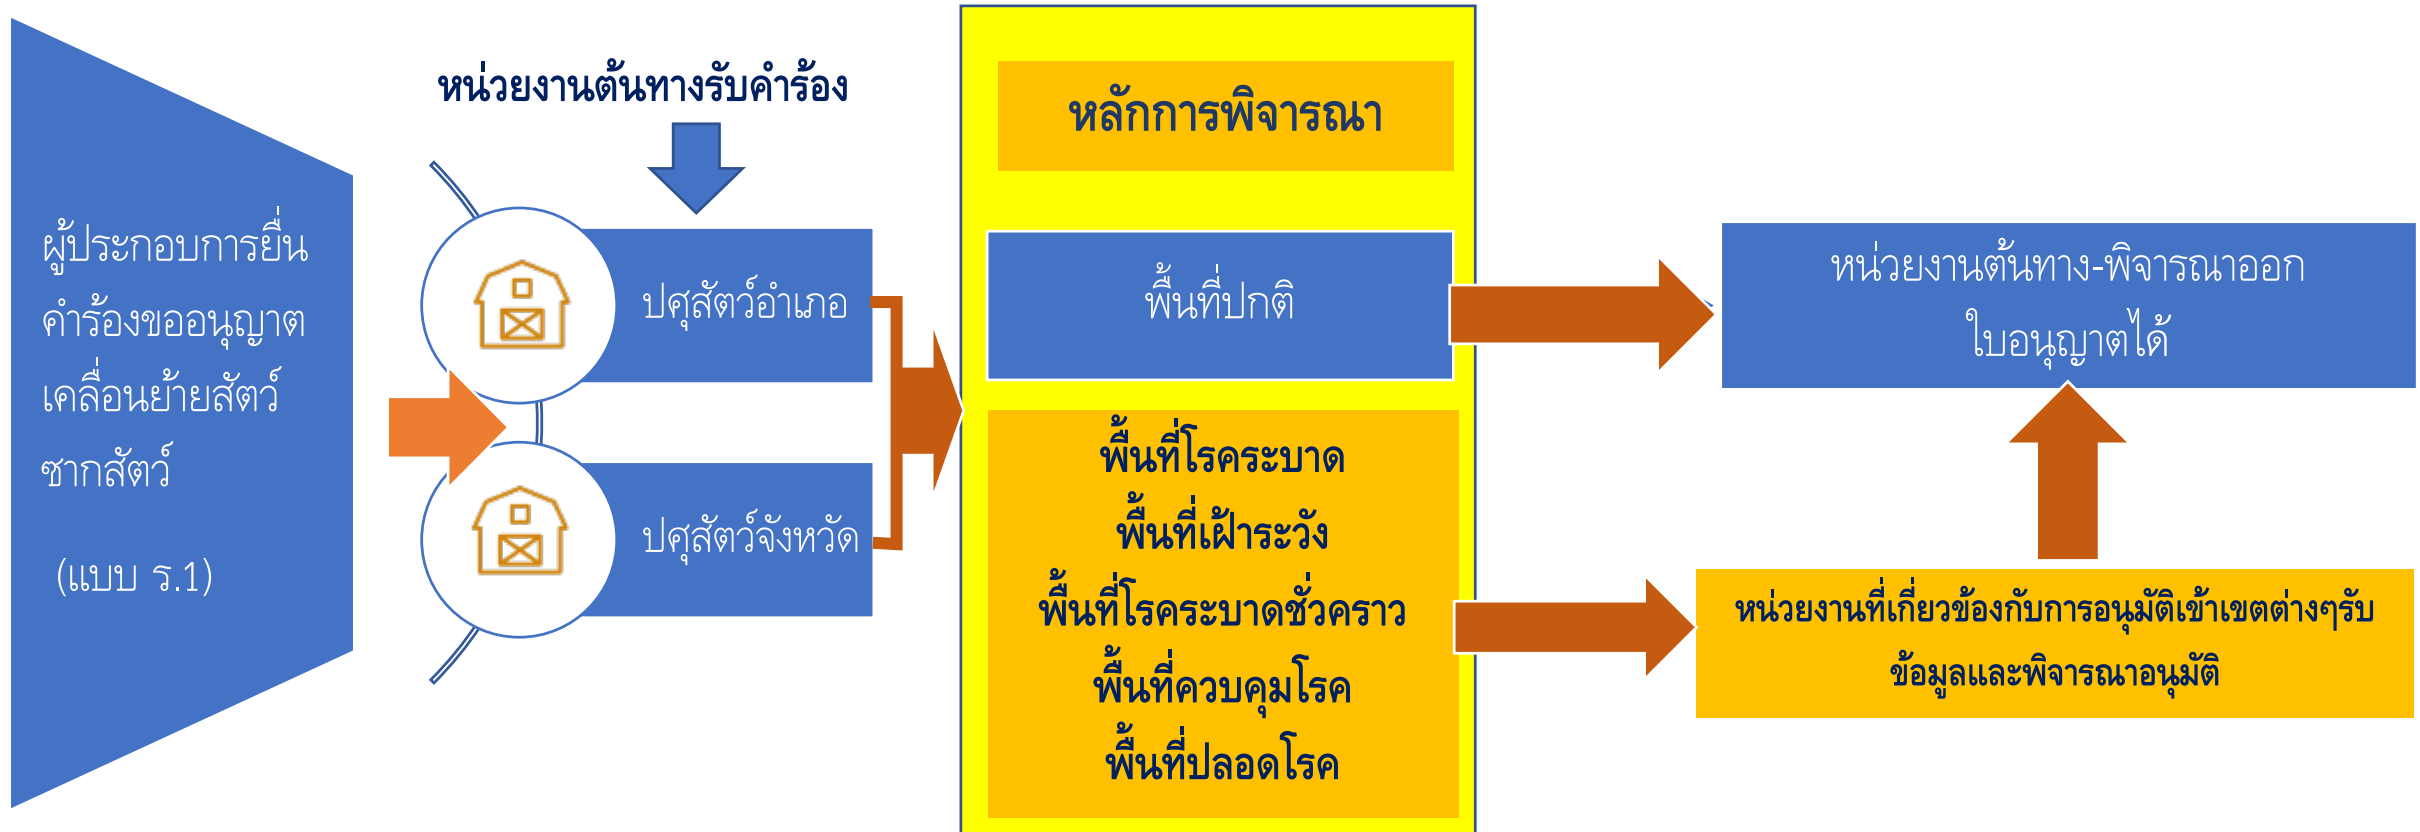 ผู้ประกอบการยื่น
คำร้องขออนุญาต
เคลื่อนย้ายสัตว์
ซากสัตว์
(แบบ ร.1)
หน่วยงานต้นทางรับคำร้อง
ปศุสัตว์อำเภอ
ปศุสัตว์จังหวัด
หลักการพิจารณา
พื้นที่ปกติ
พื้นที่โรคระบาด
พื้นที่เฝ้าระวัง
พื้นที่โรคระบาดชั่วคราว
พื้นที่ควบคุมโรค
พื้นที่ปลอดโรค
หน่วยงานต้นทาง-พิจารณาออก
ใบอนุญาตได้
หน่วยงานที่เกี่ยวข้องกับการอนุมัติเข้าเขตต่างๆรับ
ข้อมูลและพิจารณาอนุมัติ